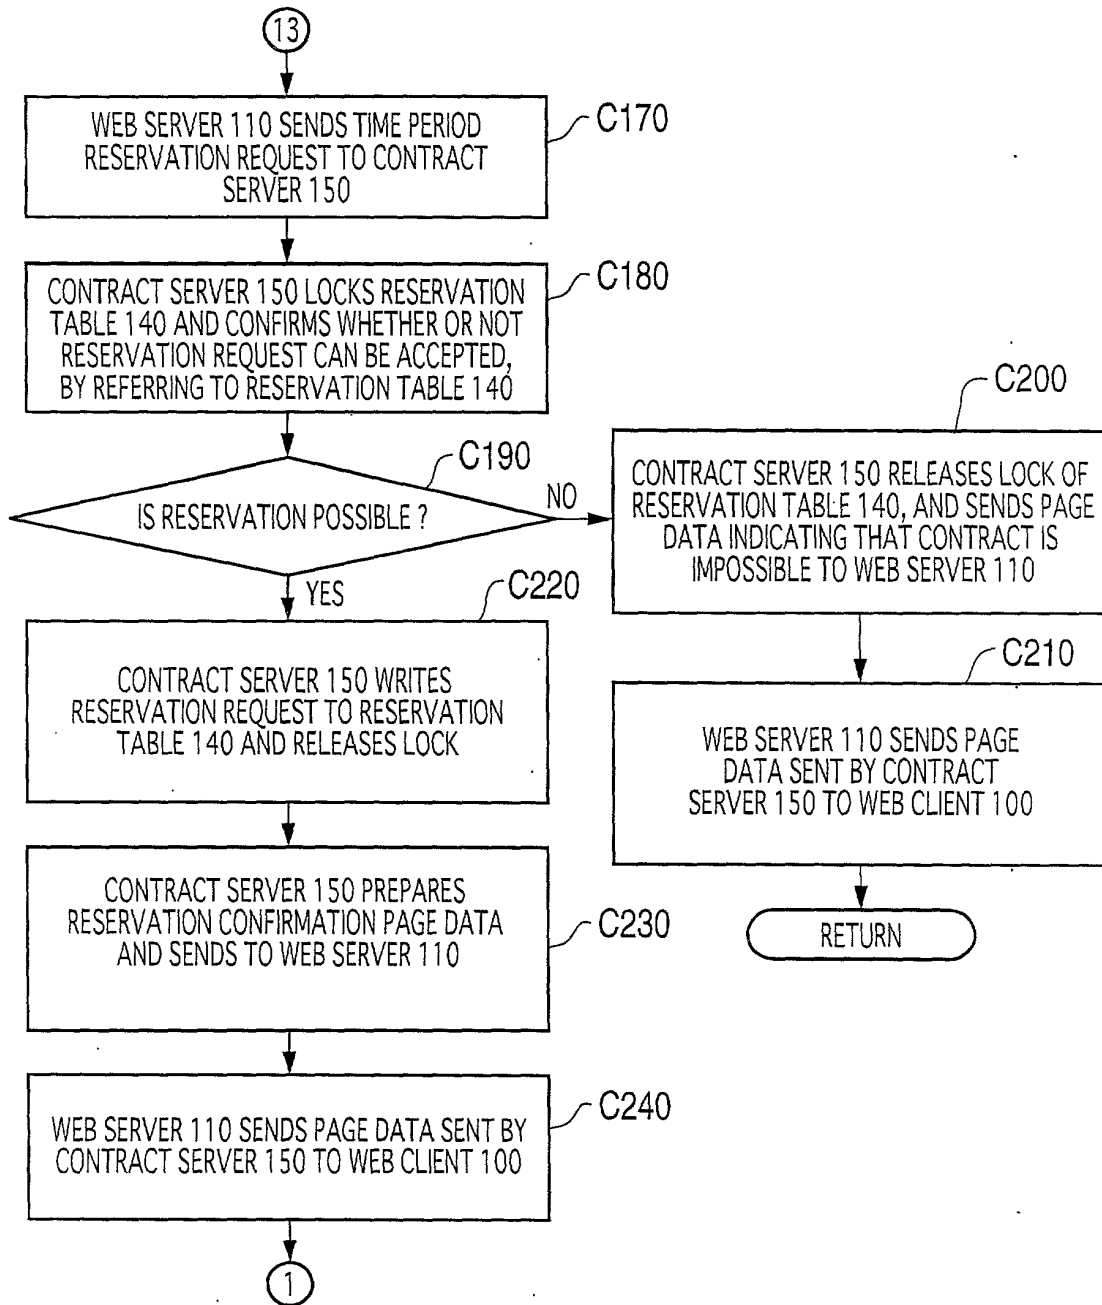 13
WEB SERVER 110 SENDS TIME PERIOD
RESERVATION REQUEST TO CONTRACT
SERVER 150
C170
CONTRACT SERVER 150 LOCKS RESERVATION
TABLE 140 AND CONFIRMS WHETHER OR NOT
RESERVATION REQUEST CAN BE ACCEPTED,
BY REFERRING TO RESERVATION TABLE 140
C180
IS RESERVATION POSSIBLE ?
C190
NO
YES
C200
CONTRACT SERVER 150 RELEASES LOCK OF
RESERVATION TABLE 140, AND SENDS PAGE
DATA INDICATING THAT CONTRACT IS
IMPOSSIBLE TO WEB SERVER 110
C210
WEB SERVER 110 SENDS PAGE
DATA SENT BY CONTRACT
SERVER 150 TO WEB CLIENT 100
RETURN
C220
CONTRACT SERVER 150 WRITES
RESERVATION REQUEST TO RESERVATION
TABLE 140 AND RELEASES LOCK
CONTRACT SERVER 150 PREPARES
RESERVATION CONFIRMATION PAGE DATA
AND SENDS TO WEB SERVER 110
C230
WEB SERVER 110 SENDS PAGE DATA SENT BY
CONTRACT SERVER 150 TO WEB CLIENT 100
C240
1